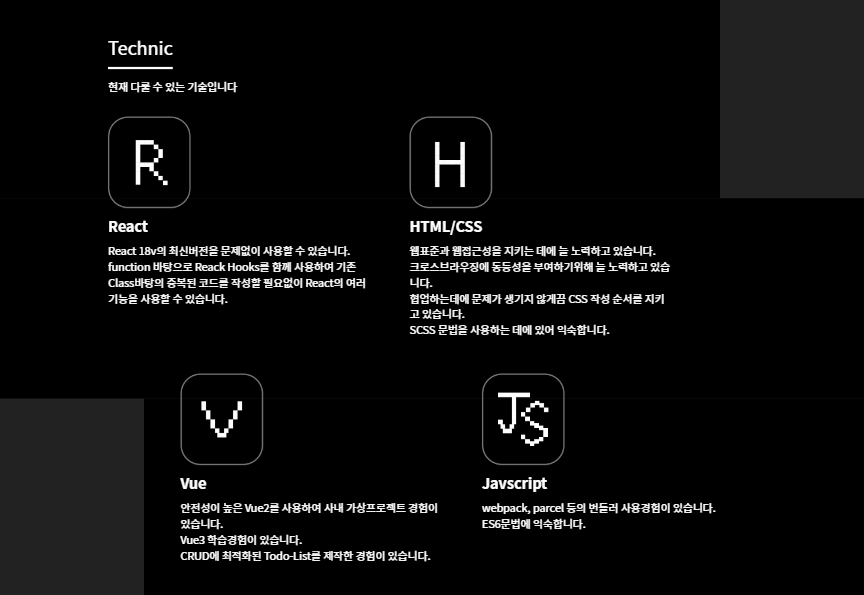 Technic
현재 다룰 수 있는 기술입니다
R
H
React
React 18v의 최신버전을 문제없이 사용할 수 있습니다.
function 바탕으로 Reack Hooks를 함께 사용하여 기존
Class바탕의 중복된 코드를 작성할 필요없이 React의 여러
기능을 사용할 수 있습니다.
HTML/CSS
웹표준과 웹접근성을 지키는 데에 늘 노력하고 있습니다.
크로스브라우징에 동등성을 부여하기위해 늘 노력하고 있습
니다.
협업하는데에 문제가 생기지 않게끔 CSS 작성 순서를 지키
고 있습니다.
SCSS 문법을 사용하는 데에 있어 익숙합니다.
V
JS
Vue
안전성이 높은 Vue2를 사용하여 사내 가상프로젝트 경험이
있습니다.
Vue3 학습경험이 있습니다.
CRUD에 최적화된 Todo-List를 제작한 경험이 있습니다.
Javscript
webpack, parcel 등의 번들러 사용경험이 있습니다.
ES6문법에 익숙합니다.